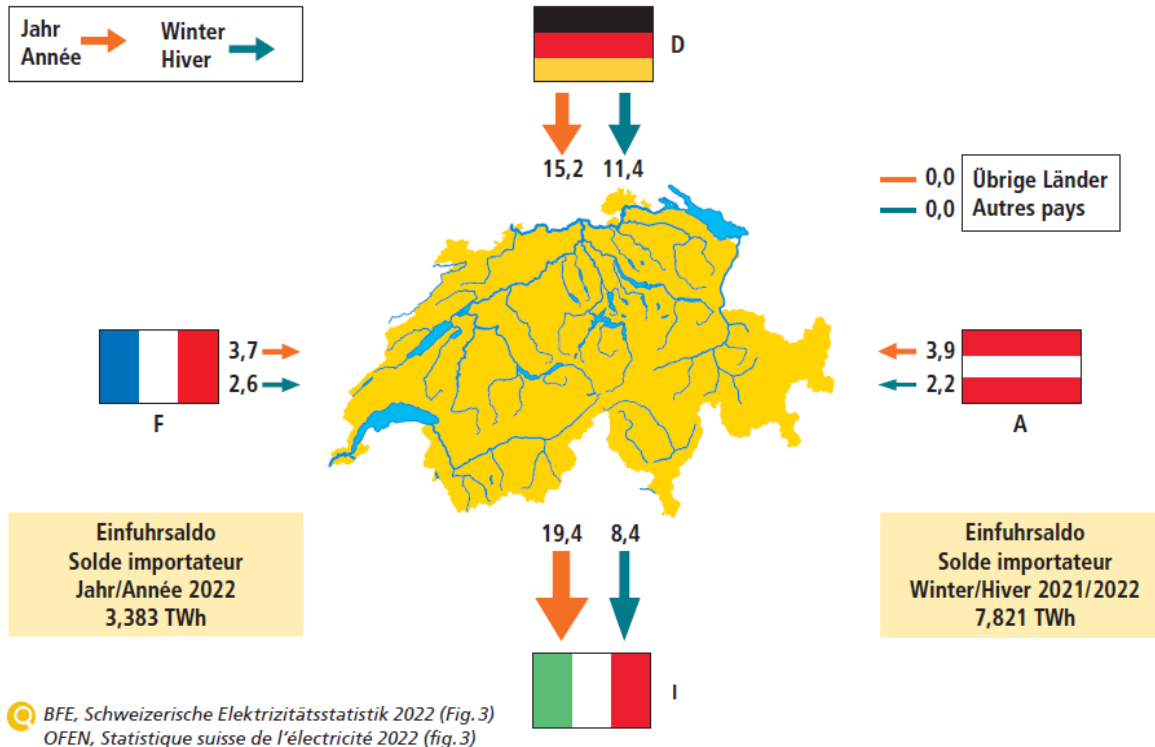 Jahr
Année
Winter
Hiver
D
15,2 11,4
0,0
0,0
Übrige Länder
Autres pays
3,7
2,6
F
3,9
2,2
A
19,4 8,4
Einfuhrsaldo
Solde importateur
Jahr/Année 2022
3,383 TWh
Einfuhrsaldo
Solde importateur
Winter/Hiver 2021/2022
7,821 TWh
I
BFE, Schweizerische Elektrizitätsstatistik 2022 (Fig. 3)
OFEN, Statistique suisse de l'électricité 2022 (fig. 3)